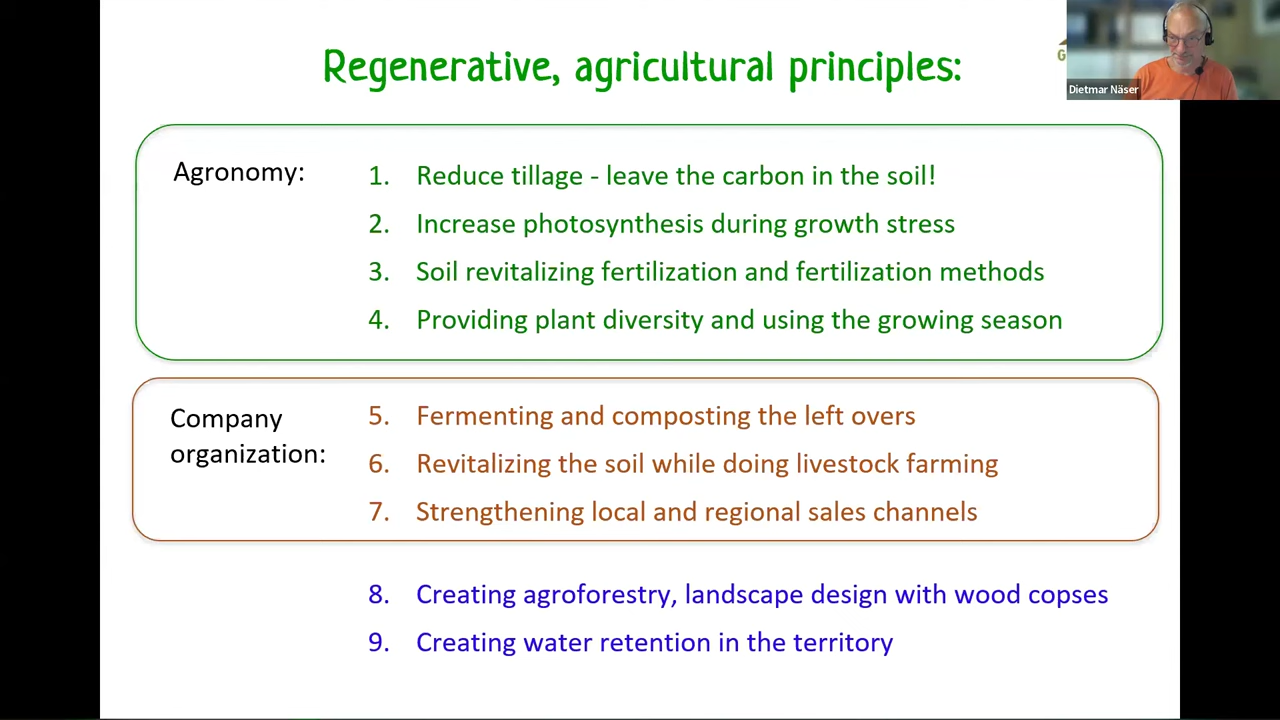 Regenerative, agricultural principles:
G
Dietmar Näser
Agronomy:
1. Reduce tillage - leave the carbon in the soil!
2. Increase photosynthesis during growth stress
3. Soil revitalizing fertilization and fertilization methods
4. Providing plant diversity and using the growing season
Company
organization:
5. Fermenting and composting the left overs
6. Revitalizing the soil while doing livestock farming
7. Strengthening local and regional sales channels
8. Creating agroforestry, landscape design with wood copses
9. Creating water retention in the territory